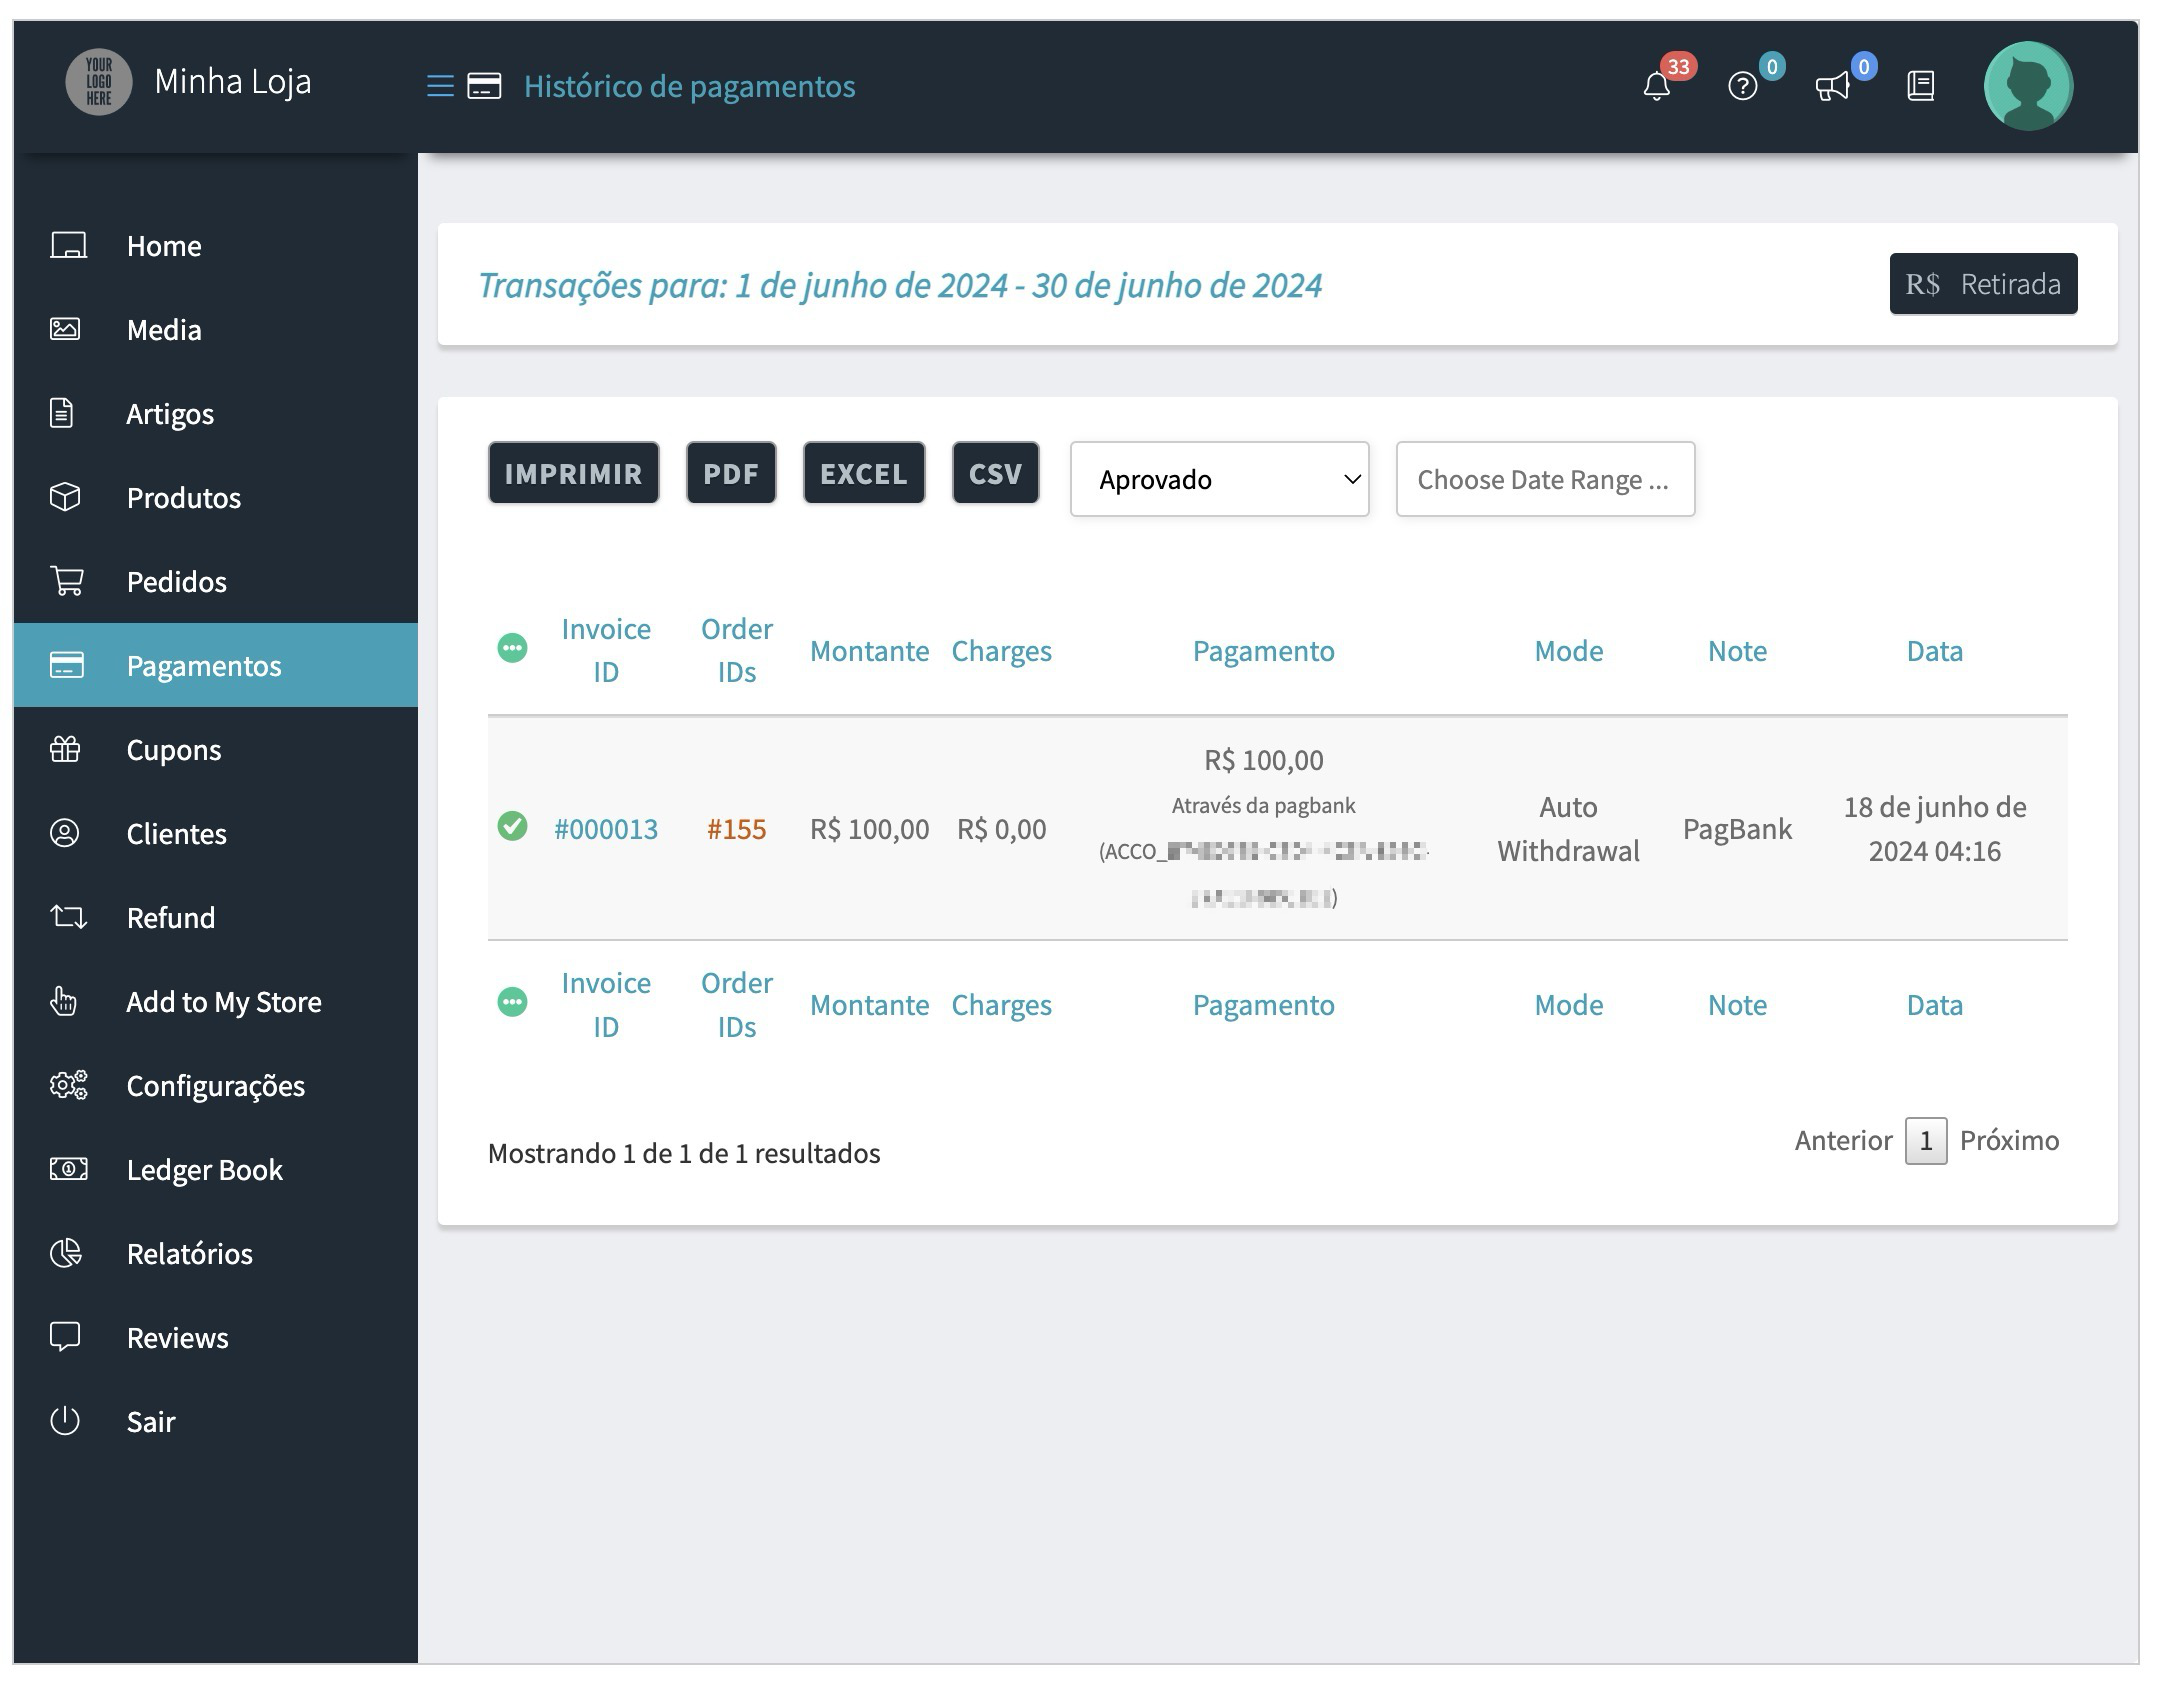 YOUR
LOGO
HERE
Minha Loja
Histórico de pagamentos
33
0
0
Home
Media
Artigos
Produtos
Pedidos
Pagamentos
Cupons
Clientes
Refund
Add to My Store
Configurações
Ledger Book
Relatórios
Reviews
Sair
Transações para: 1 de junho de 2024 - 30 de junho de 2024
R$ Retirada
IMPRIMIR PDF EXCEL CSV Aprovado Choose Date Range ...
Invoice ID Order IDs Montante Charges Pagamento Mode Note Data
#000013 #155 R$ 100,00 R$ 0,00
R$ 100,00
Através da pagbank
(ACCO_
)
Auto
Withdrawal
PagBank
18 de junho de
2024 04:16
Invoice ID Order IDs Montante Charges Pagamento Mode Note Data
Mostrando 1 de 1 de 1 resultados
Anterior 1 Próximo